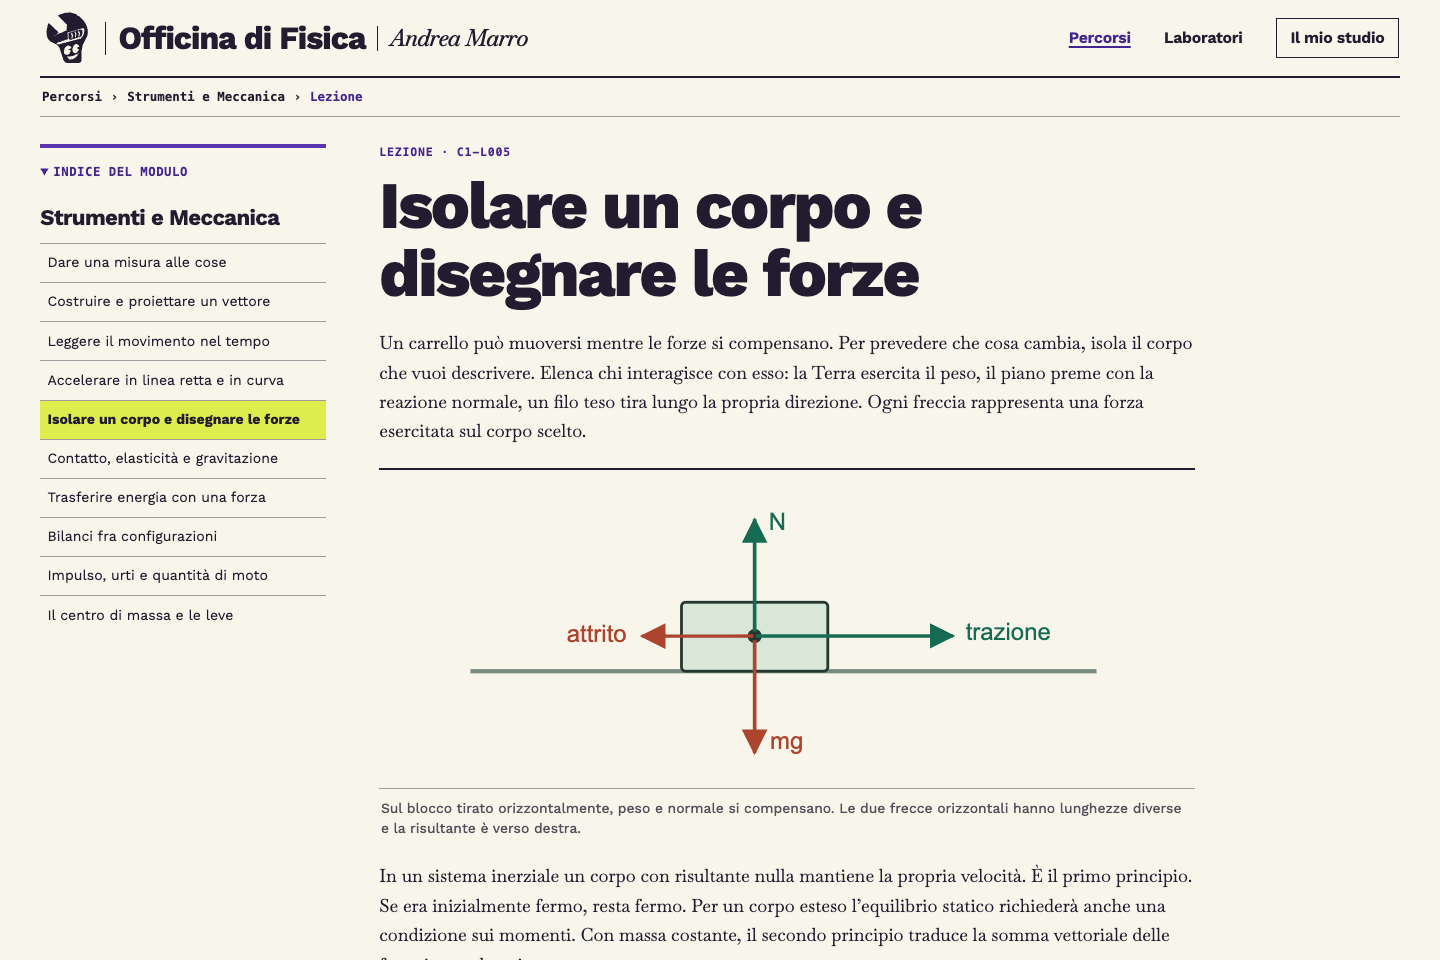 Officina di Fisica
Andrea Marro
Percorsi
Laboratori
Il mio studio
Percorsi › Strumenti e Meccanica › Lezione
▼ INDICE DEL MODULO
Strumenti e Meccanica
Dare una misura alle cose
Costruire e proiettare un vettore
Leggere il movimento nel tempo
Accelerare in linea retta e in curva
Isolare un corpo e disegnare le forze
Contatto, elasticità e gravitazione
Trasferire energia con una forza
Bilanci fra configurazioni
Impulso, urti e quantità di moto
Il centro di massa e le leve
LEZIONE · C1–L005
Isolare un corpo e
disegnare le forze
Un carrello può muoversi mentre le forze si compensano. Per prevedere che cosa cambia, isola il corpo
che vuoi descrivere. Elenca chi interagisce con esso: la Terra esercita il peso, il piano preme con la
reazione normale, un filo teso tira lungo la propria direzione. Ogni freccia rappresenta una forza
esercitata sul corpo scelto.
N
attrito
trazione
mg
Sul blocco tirato orizzontalmente, peso e normale si compensano. Le due frecce orizzontali hanno lunghezze diverse
e la risultante è verso destra.
In un sistema inerziale un corpo con risultante nulla mantiene la propria velocità. È il primo principio.
Se era inizialmente fermo, resta fermo. Per un corpo esteso l’equilibrio statico richiederà anche una
condizione sui momenti. Con massa costante, il secondo principio traduce la somma vettoriale delle